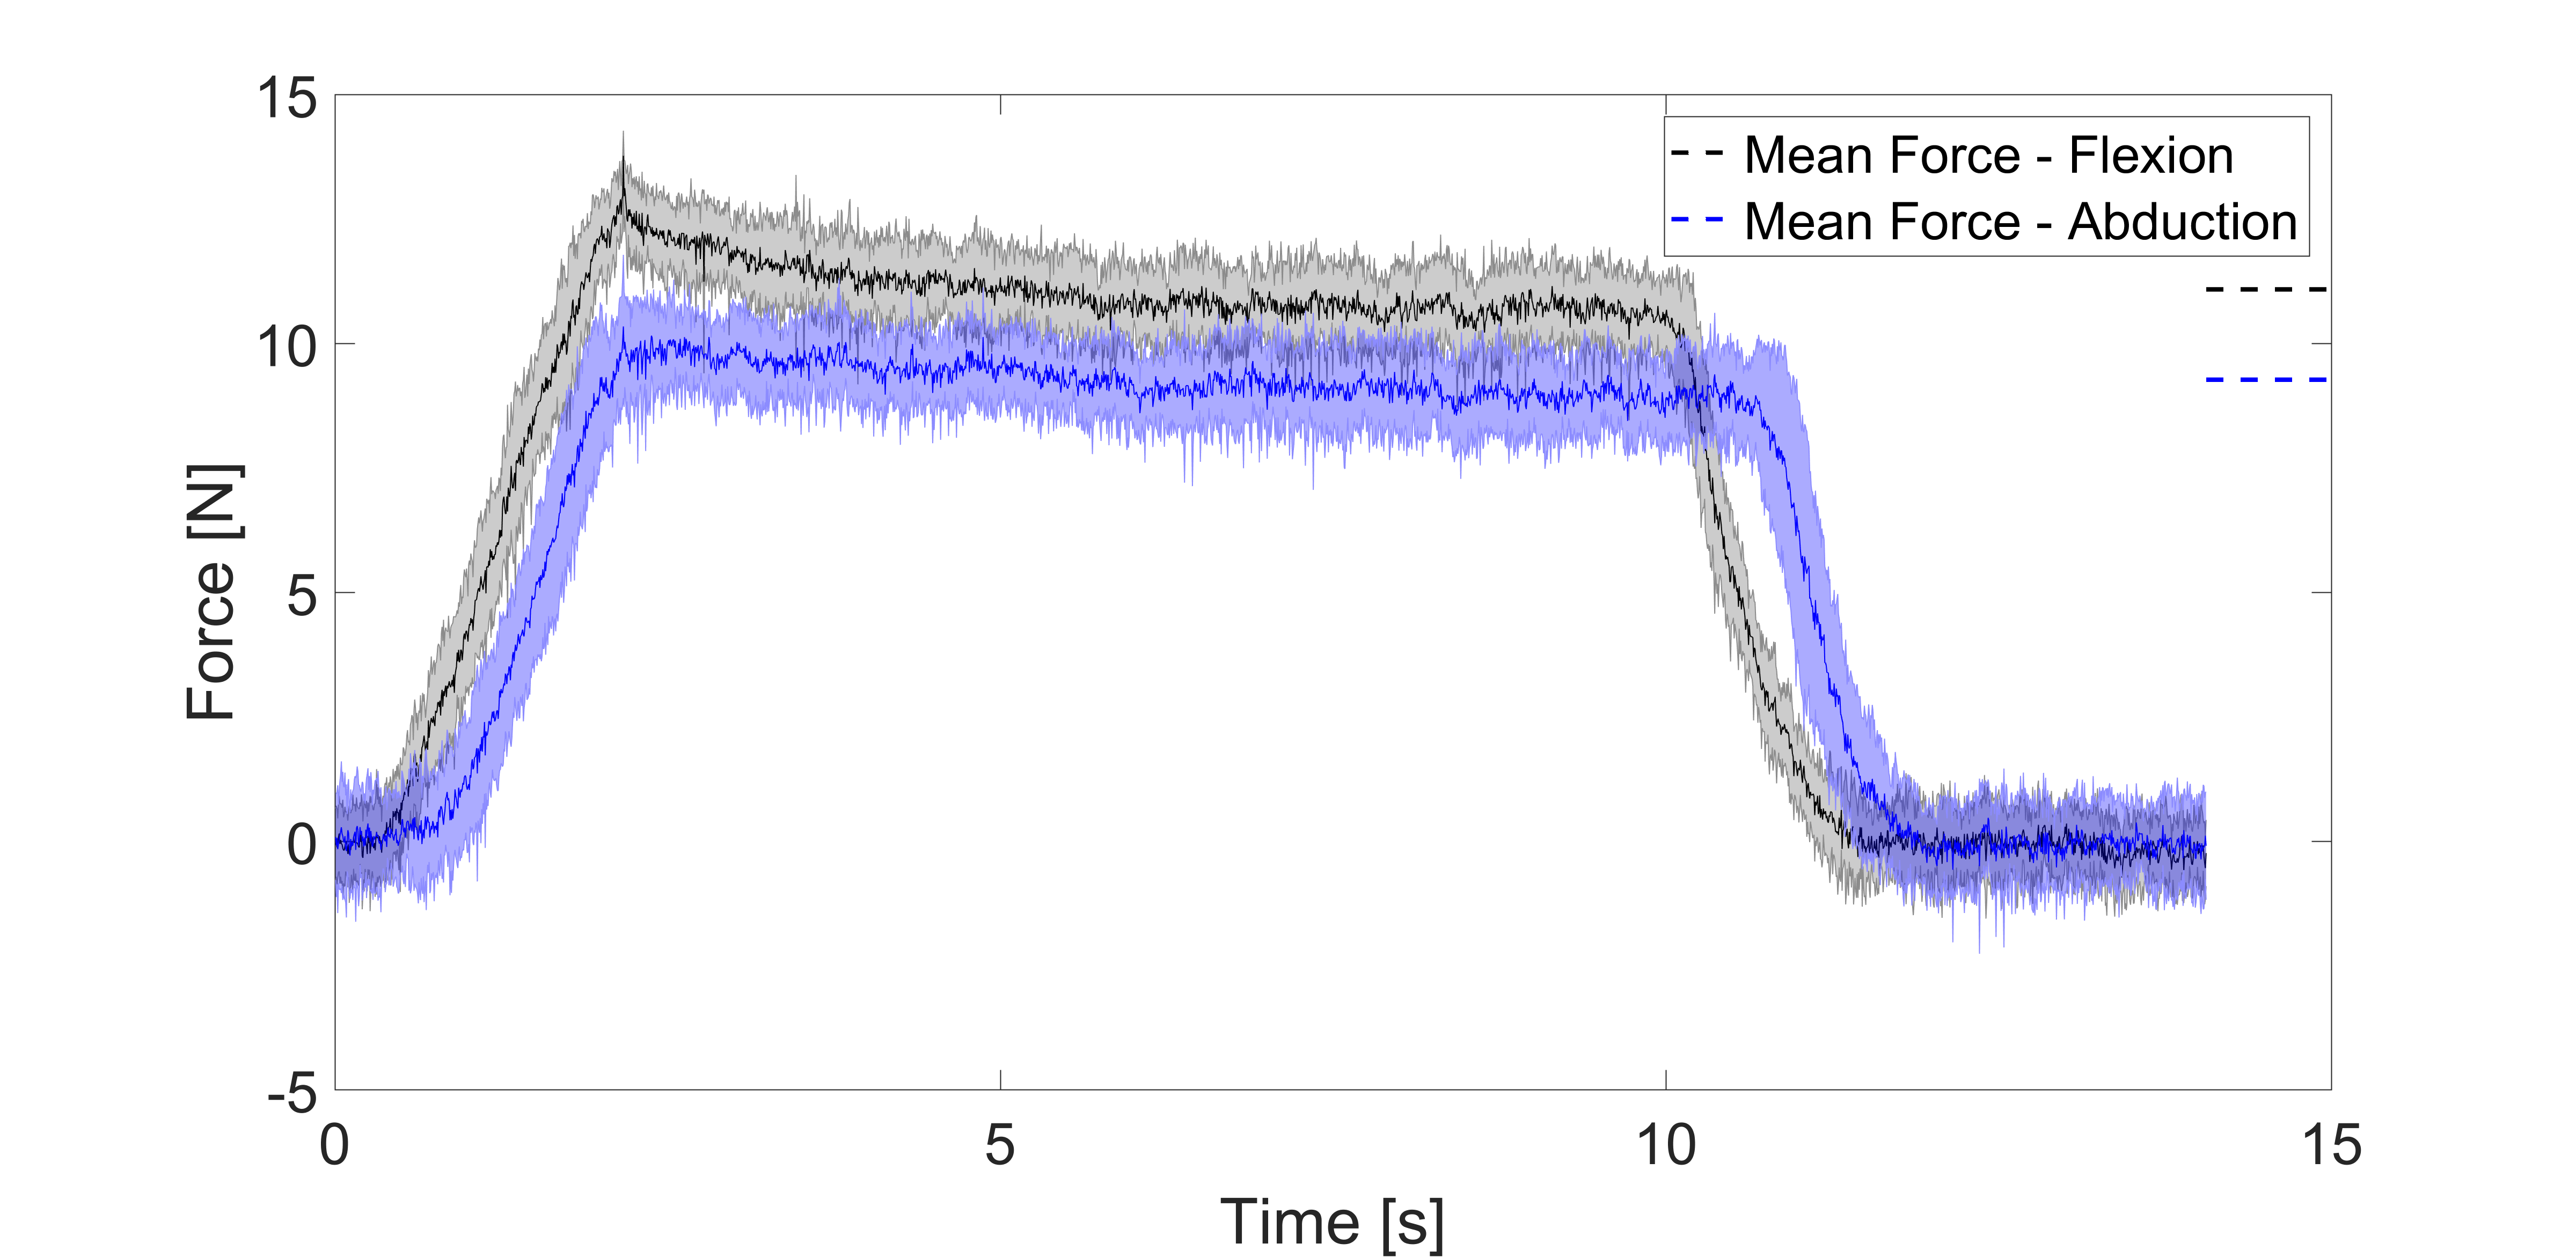 15
10
5
0
-5
Force [N]
Mean Force - Flexion
Mean Force - Abduction
0 5 10 15
Time [s]